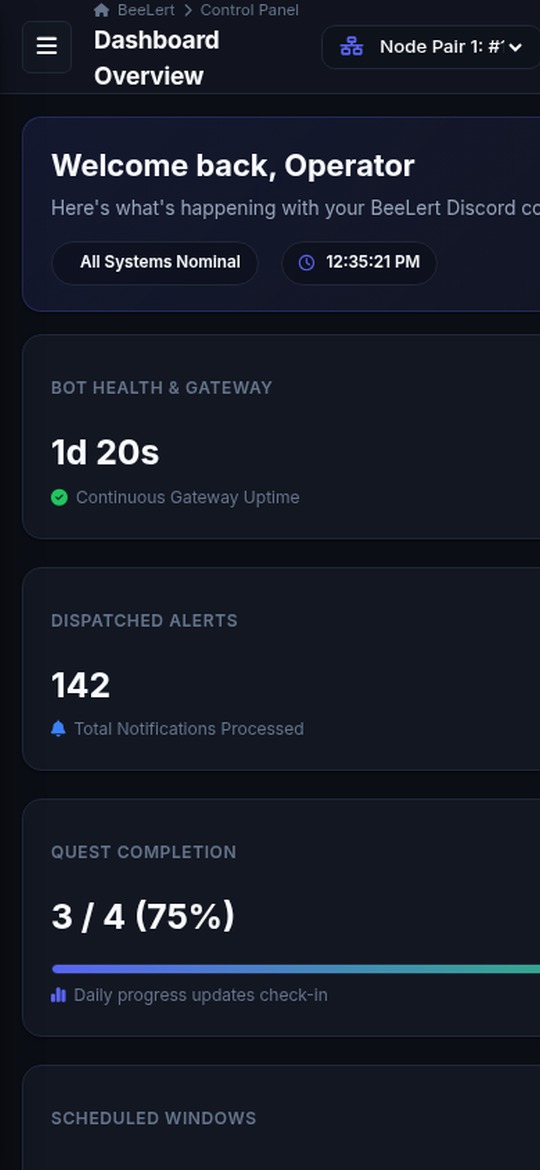 BeeLert > Control Panel
Dashboard
Overview
Node Pair 1:
Welcome back, Operator
Here's what's happening with your BeeLert Discord
All Systems Nominal
12:35:21 PM
BOT HEALTH & GATEWAY
1d 20s
Continuous Gateway Uptime
DISPATCHED ALERTS
142
Total Notifications Processed
QUEST COMPLETION
3 / 4 (75%)
Daily progress updates check-in
SCHEDULED WINDOWS